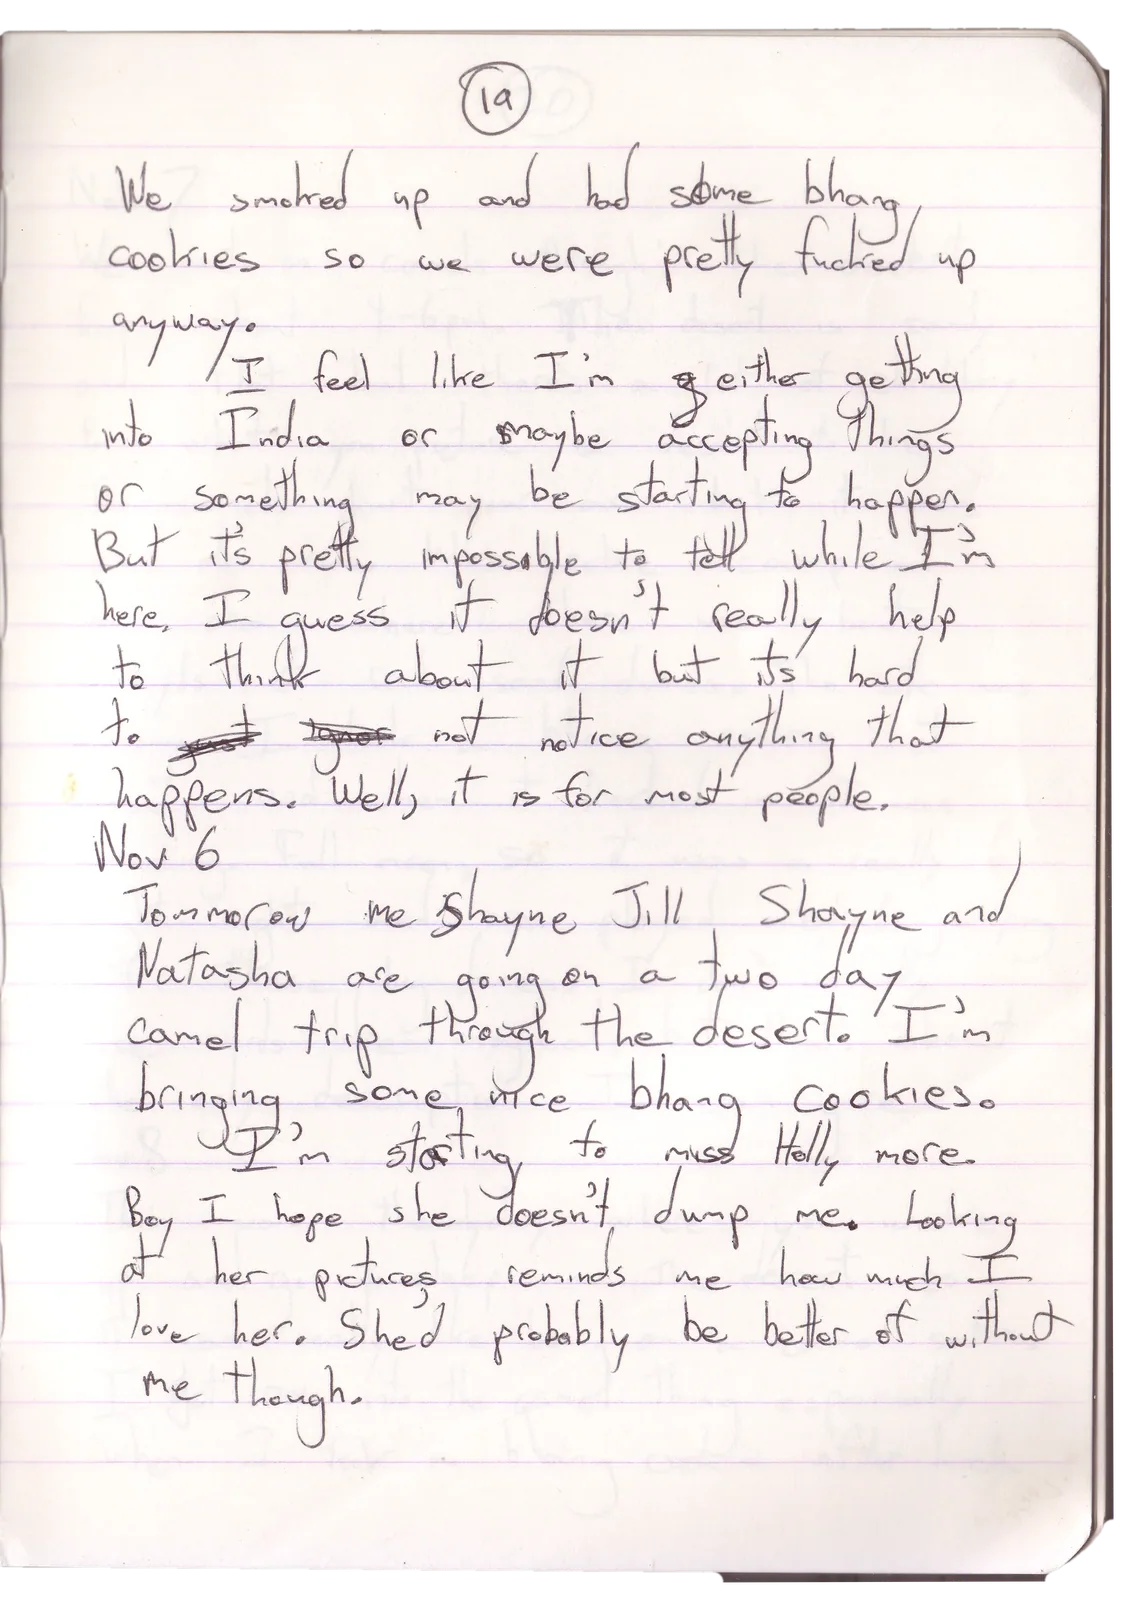 19
We smoked up and had some bhang
cookies so we were pretty fucked up
anyway.
I feel like I'm either getting
into India or maybe accepting things
or something may be starting to happen.
But it's pretty impossable to tell while I'm
here. I guess it doesn't really help
to think about it but it's hard
to just ignor not notice anything that
happens. Well, it is for most people.
Nov 6
Tommorow me Shayne Jill Shayne and
Natasha are going on a two day
camel trip through the desert. I'm
bringing some nice bhang cookies.
I'm starting to miss Holly more.
Boy I hope she doesn't dump me. Looking
at her pictures reminds me how much I
love her. She'd probably be better of without
me though.